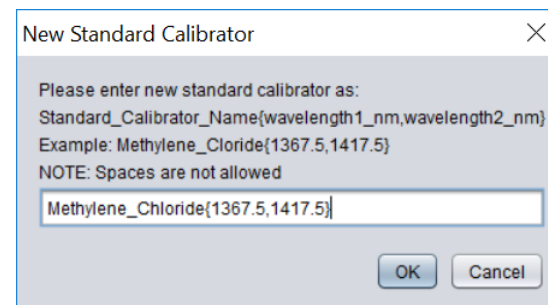 New Standard Calibrator
Please enter new standard calibrator as:
Standard_Calibrator_Name{wavelength1_nm,wavelength2_nm}
Example: Methylene_Cloride{1367.5,1417.5}
NOTE: Spaces are not allowed
Methylene_Chloride{1367.5,1417.5}
OK Cancel